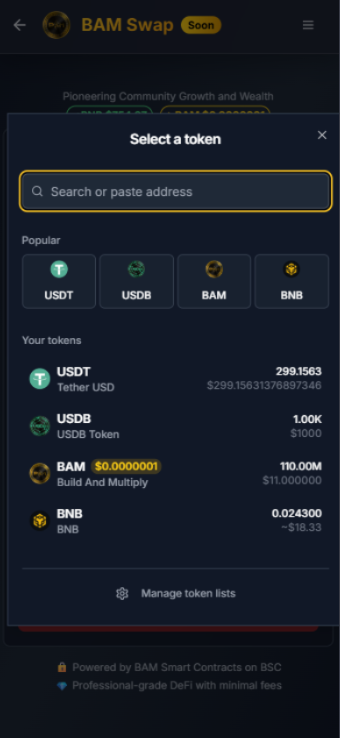 BAM Swap Soon
Pioneering Community Growth and Wealth
Select a token
Search or paste address
Popular
USDT USDB BAM BNB
Your tokens
USDT 299.1563
Tether USD $299.15631376897346
USDB 1.00K
USDB Token $1000
BAM $0.0000001 110.00M
Build And Multiply $11.000000
BNB 0.024300
BNB ~$18.33
Manage token lists
Powered by BAM Smart Contracts on BSC
Professional-grade DeFi with minimal fees